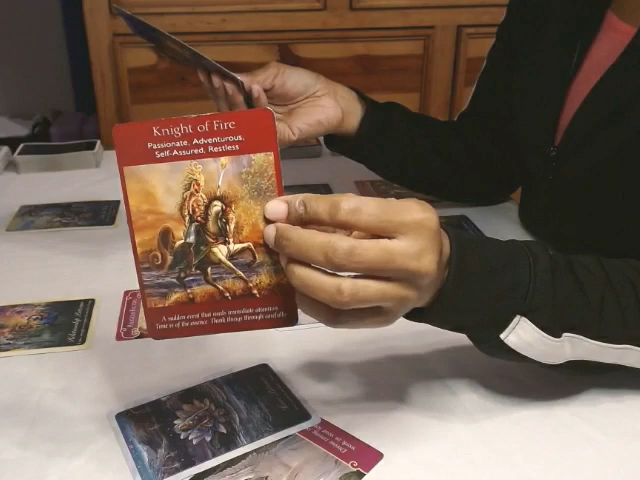 Knight of Fire
Passionate, Adventurous,
Self-Assured, Restless
A sudden event that needs immediate attention.
Time is of the essence. Think things through carefully.